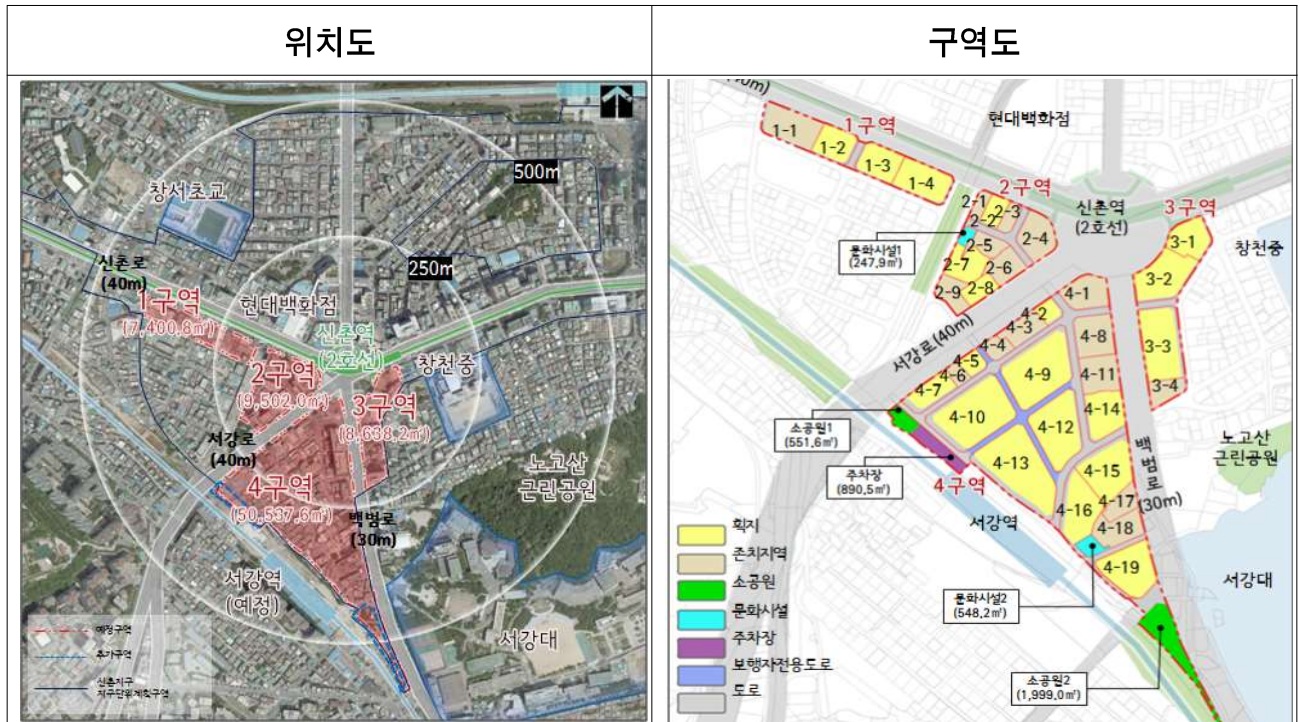 위치도
구역도
500m
창서초교
250m
신촌로
(40m)
1구역
(7,400.8㎡)
현대백화점
신촌역
(2호선)
창천중
2구역
(9,502.0㎡)
3구역
(8,638.2㎡)
서강로
(40m)
4구역
(50,537.6㎡)
백범로
(30m)
노고산
근린공원
서강역
(예정)
서강대
예정구역
추가구역
신촌지구
지구단위계획구역
1-1
1구역
1-2
1-3
1-4
현대백화점
2구역
2-1
2-2
2-3
2-4
2-5
2-6
2-7
2-8
2-9
신촌역
(2호선)
3구역
3-1
창천중
3-2
3-3
3-4
문화시설1
(247.9㎡)
서강로(40m)
4-1
4-2
4-3
4-4
4-5
4-6
4-7
4-8
4-9
4-10
4-11
4-12
4-13
4-14
4-15
4-16
4-17
4-18
4-19
백범로(30m)
노고산
근린공원
소공원1
(551.6㎡)
주차장
(890.5㎡)
4구역
서강역
서강대
문화시설2
(548.2㎡)
소공원2
(1,999.0㎡)
획지
존치지역
소공원
문화시설
주차장
보행자전용도로
도로